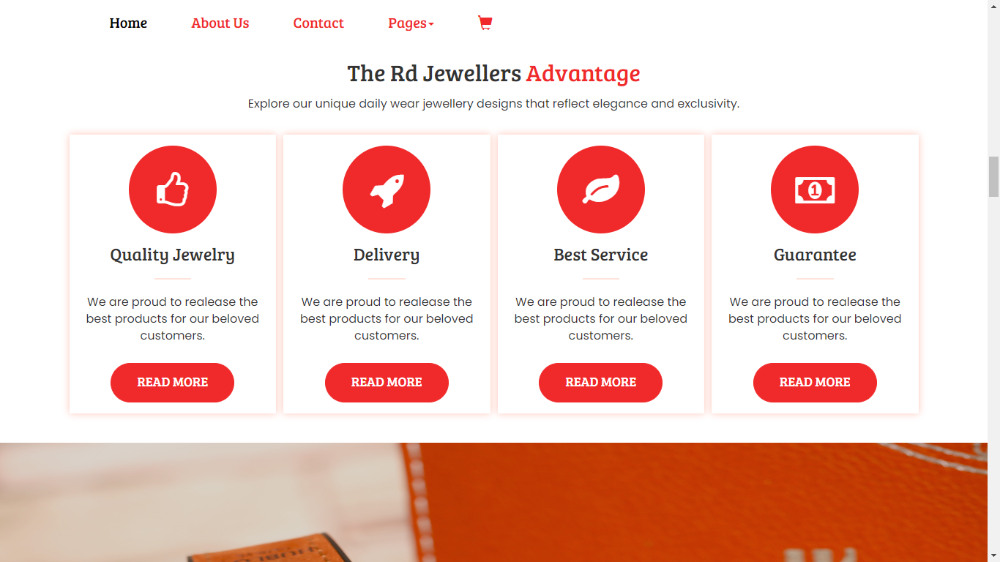 Home About Us Contact Pages
The Rd Jewellers Advantage
Explore our unique daily wear jewellery designs that reflect elegance and exclusivity.
1
Quality Jewelry
We are proud to realease the
best products for our beloved
customers.
READ MORE
Delivery
We are proud to realease the
best products for our beloved
customers.
READ MORE
Best Service
We are proud to realease the
best products for our beloved
customers.
READ MORE
Guarantee
We are proud to realease the
best products for our beloved
customers.
READ MORE